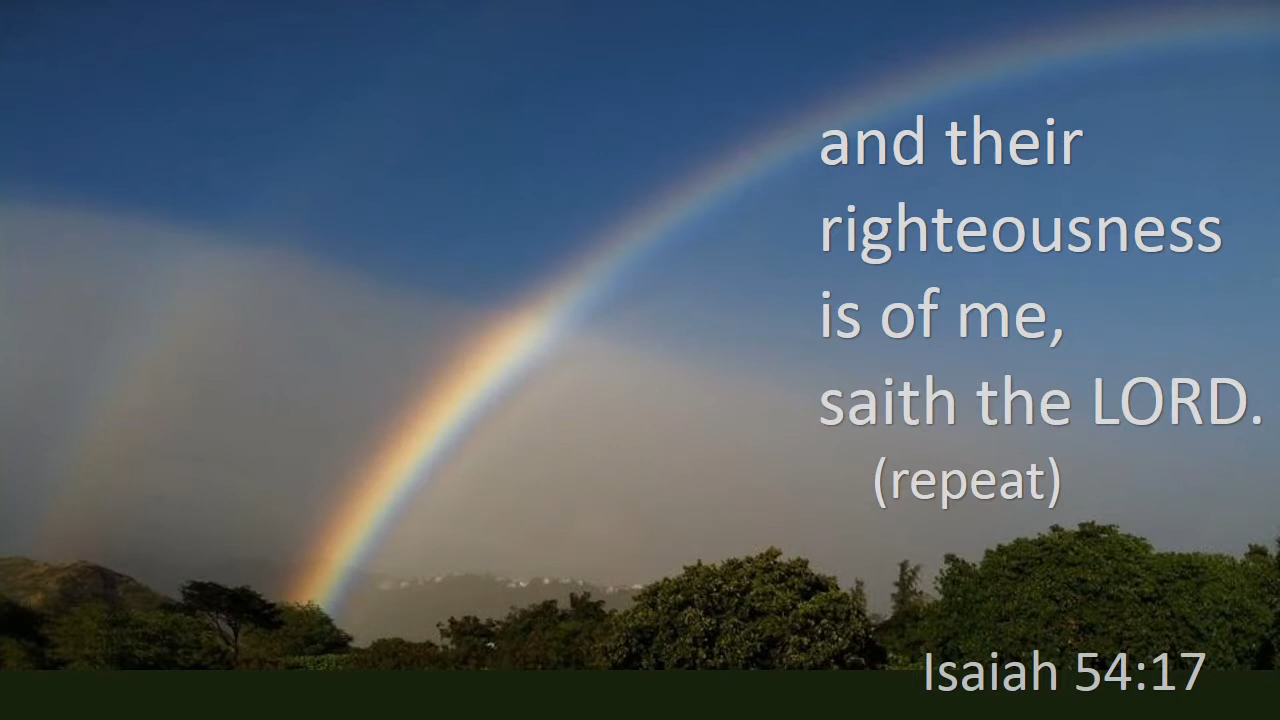 and their
righteousness
is of me,
saith the LORD.
(repeat)
Isaiah 54:17